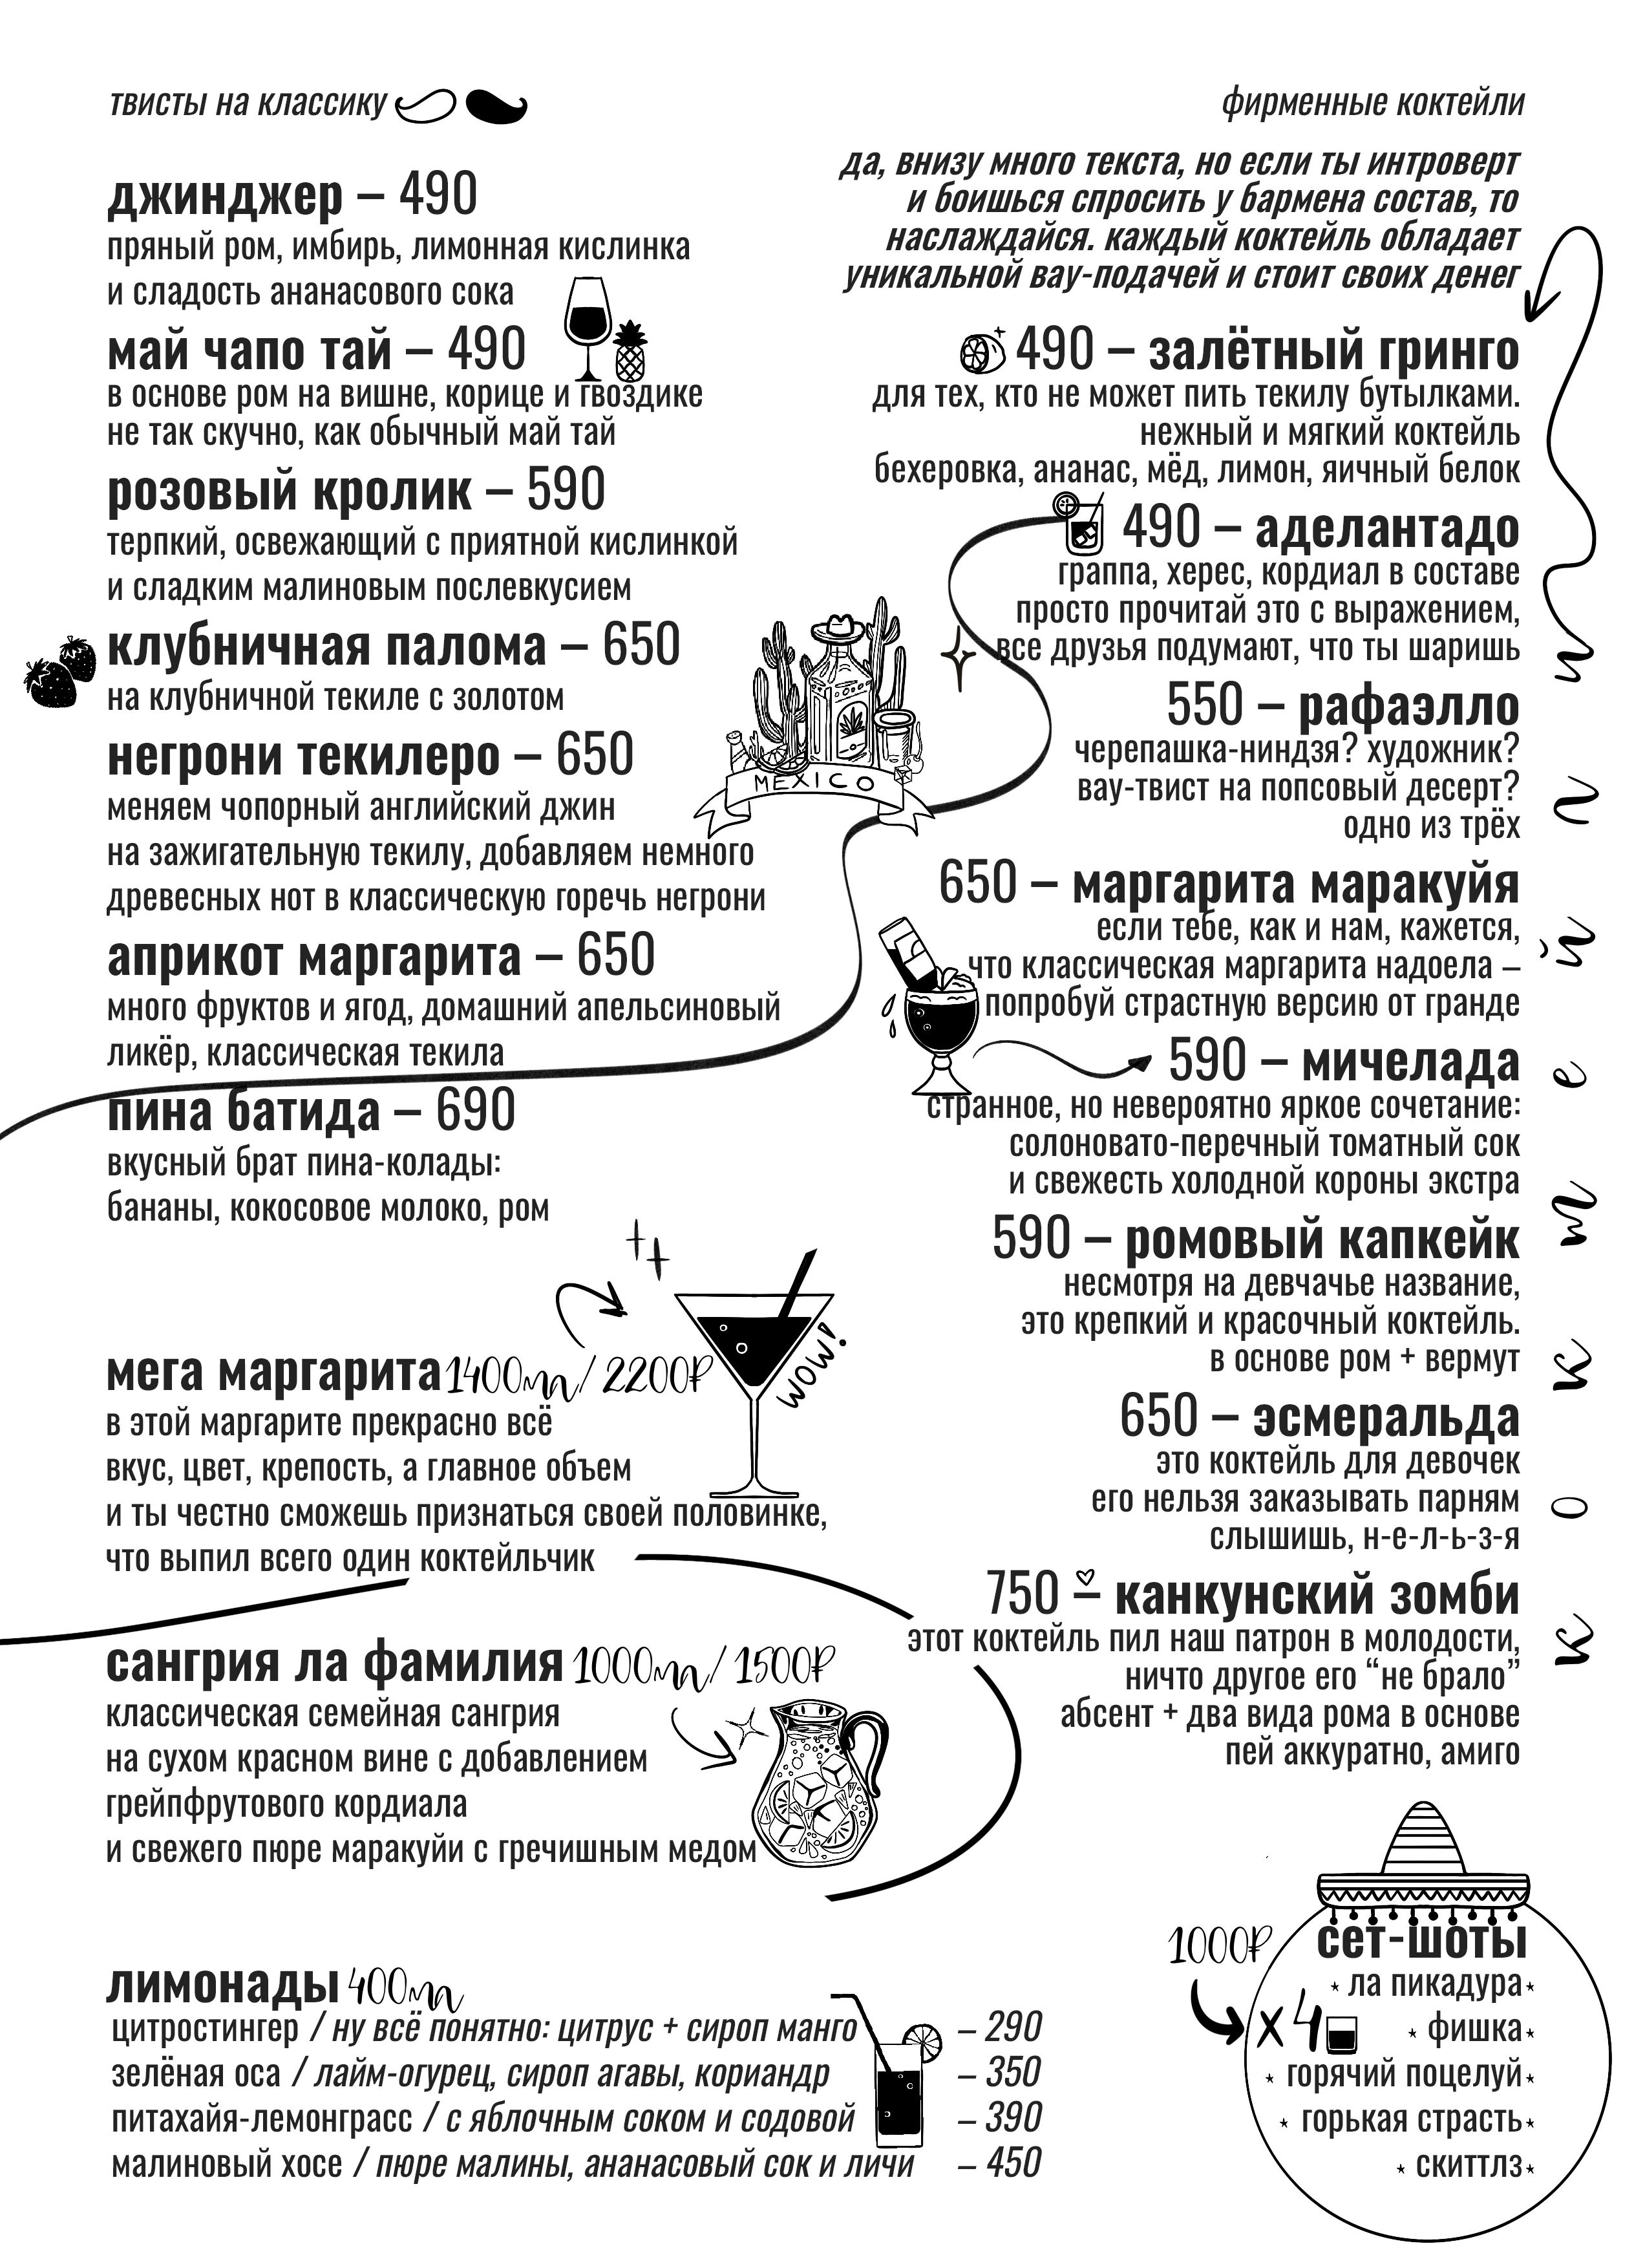 твисты на классику
джинджер – 490
пряный ром, имбирь, лимонная кислинка
и сладость ананасового сока
май чапо тай – 490
в основе ром на вишне, корице и гвоздике
не так скучно, как обычный май тай
розовый кролик – 590
терпкий, освежающий с приятной кислинкой
и сладким малиновым послевкусием
клубничная палома – 650
на клубничной текиле с золотом
негрони текилеро – 650
меняем чопорный английский джин
на зажигательную текилу, добавляем немного
древесных нот в классическую горечь негрони
априкот маргарита – 650
много фруктов и ягод, домашний апельсиновый
ликёр, классическая текила
пина батида – 690
вкусный брат пина-колады:
бананы, кокосовое молоко, ром
MEXICO
мега маргарита 1400мл / 2200₽
WOW!
в этой маргарите прекрасно всё
вкус, цвет, крепость, а главное объем
и ты честно сможешь признаться своей половинке,
что выпил всего один коктейльчик
сангрия ла фамилия 1000мл / 1500₽
классическая семейная сангрия
на сухом красном вине с добавлением
грейпфрутового кордиала
и свежего пюре маракуйи с гречишным медом
лимонады 400мл
цитростингер / ну всё понятно: цитрус + сироп манго – 290
зелёная оса / лайм-огурец, сироп агавы, кориандр – 350
питахайя-лемонграсс / с яблочным соком и содовой – 390
малиновый хосе / пюре малины, ананасовый сок и личи – 450
фирменные коктейли
да, внизу много текста, но если ты интроверт
и боишься спросить у бармена состав, то
наслаждайся. каждый коктейль обладает
уникальной вау-подачей и стоит своих денег
490 – залётный гринго
для тех, кто не может пить текилу бутылками.
нежный и мягкий коктейль
бехеровка, ананас, мёд, лимон, яичный белок
490 – аделантадо
граппа, херес, кордиал в составе
просто прочитай это с выражением,
все друзья подумают, что ты шаришь
550 – рафаэлло
черепашка-ниндзя? художник?
вау-твист на попсовый десерт?
одно из трёх
650 – маргарита маракуйя
если тебе, как и нам, кажется,
что классическая маргарита надоела –
попробуй страстную версию от гранде
590 – мичелада
странное, но невероятно яркое сочетание:
солоновато-перечный томатный сок
и свежесть холодной короны экстра
590 – ромовый капкейк
несмотря на девчачье название,
это крепкий и красочный коктейль.
в основе ром + вермут
650 – эсмеральда
это коктейль для девочек
его нельзя заказывать парням
слышишь, н-е-л-ь-з-я
750 – канкунский зомби
этот коктейль пил наш патрон в молодости,
ничто другое его “не брало”
абсент + два вида рома в основе
пей аккуратно, амиго
коктейли
1000₽
сет-шоты
x 4
⋆ ла пикадура⋆
⋆ фишка⋆
⋆ горячий поцелуй⋆
⋆ горькая страсть⋆
⋆ скиттлз⋆